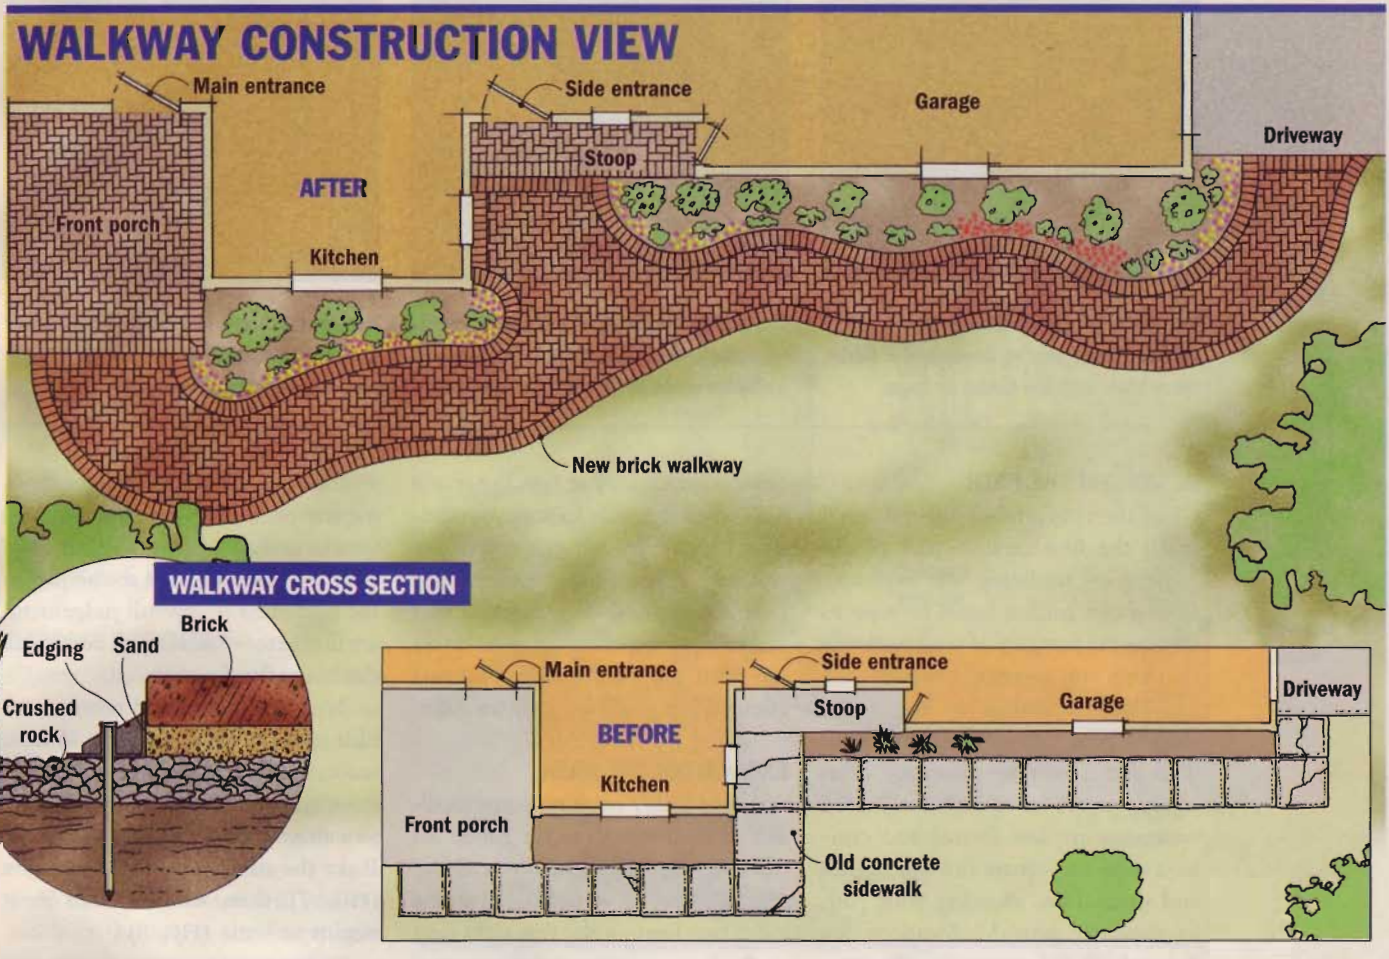 WALKWAY CONSTRUCTION VIEW
Main entrance
Side entrance
Garage
Driveway
Stoop
AFTER
Front porch
Kitchen
New brick walkway
WALKWAY CROSS SECTION
Brick
Edging
Sand
Crushed
rock
Main entrance
Side entrance
Driveway
Garage
Stoop
BEFORE
Kitchen
Front porch
Old concrete
sidewalk